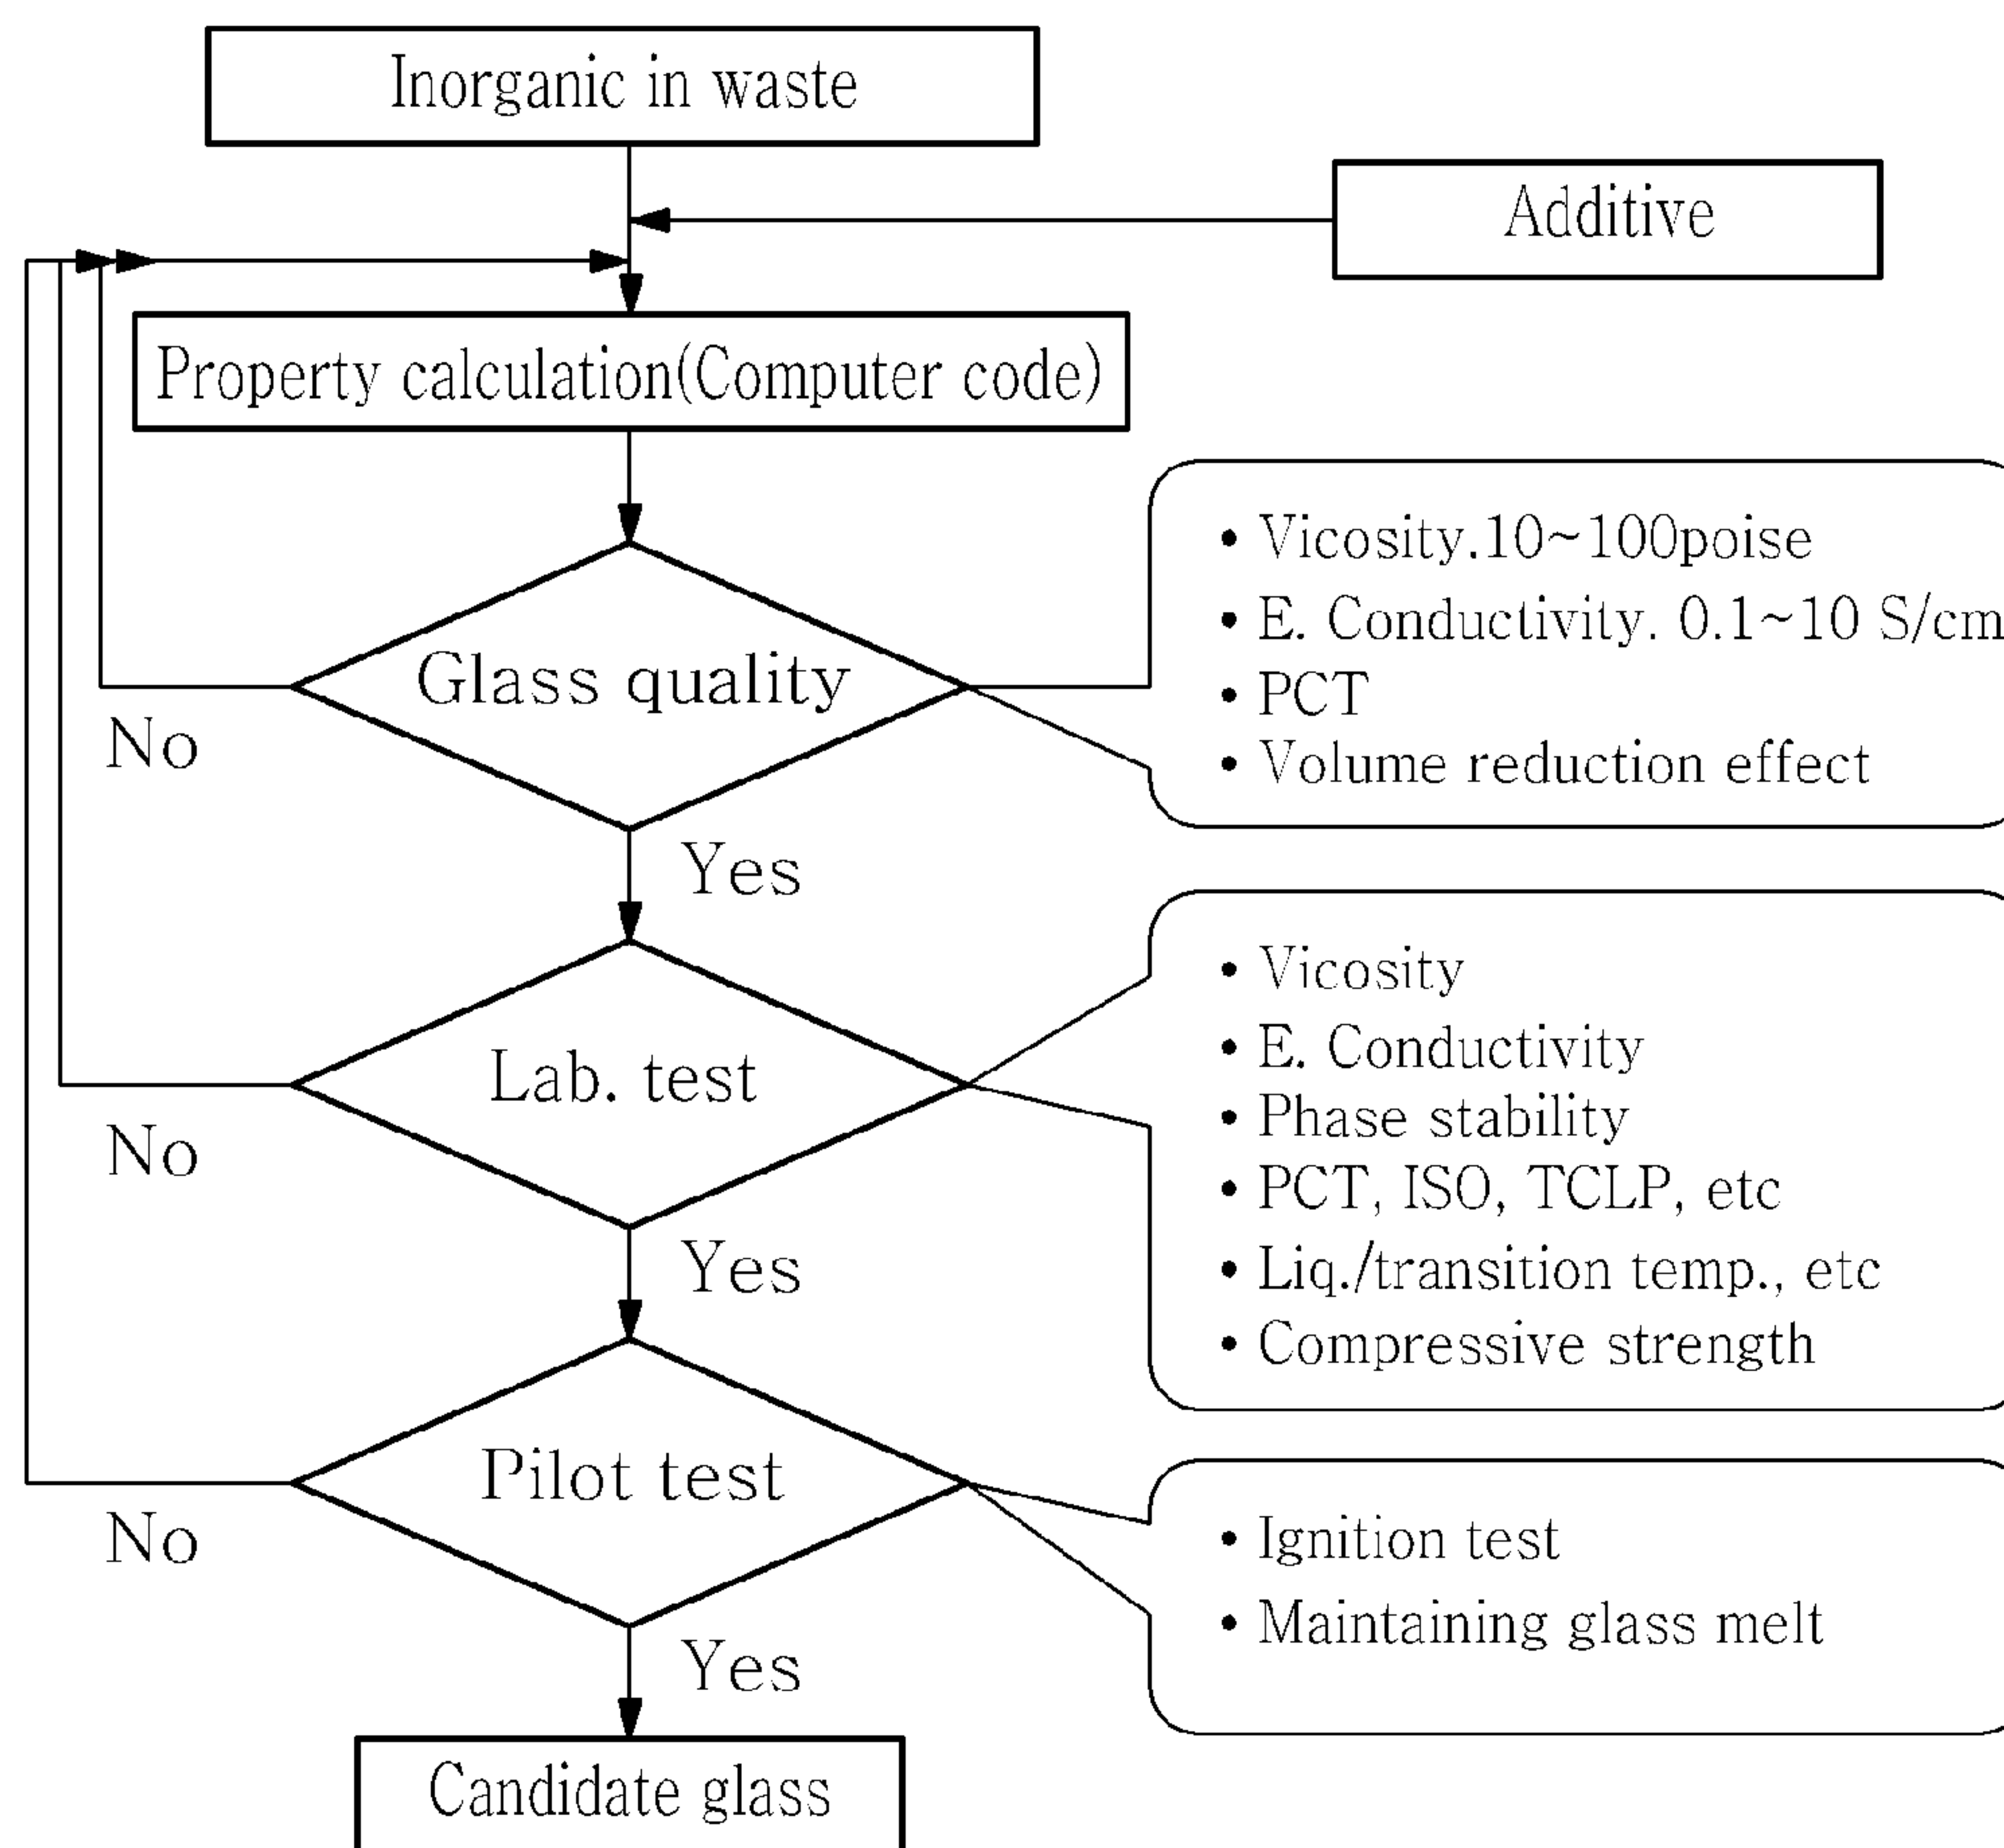 Inorganic in waste
Additive
Property calculation(Computer code)
Glass quality
No
Yes
• Vicosity.10~100poise
• E. Conductivity. 0.1~10 S/cm
• PCT
• Volume reduction effect
Lab. test
No
Yes
• Vicosity
• E. Conductivity
• Phase stability
• PCT, ISO, TCLP, etc
• Liq./transition temp., etc
• Compressive strength
Pilot test
No
Yes
• Ignition test
• Maintaining glass melt
Candidate glass